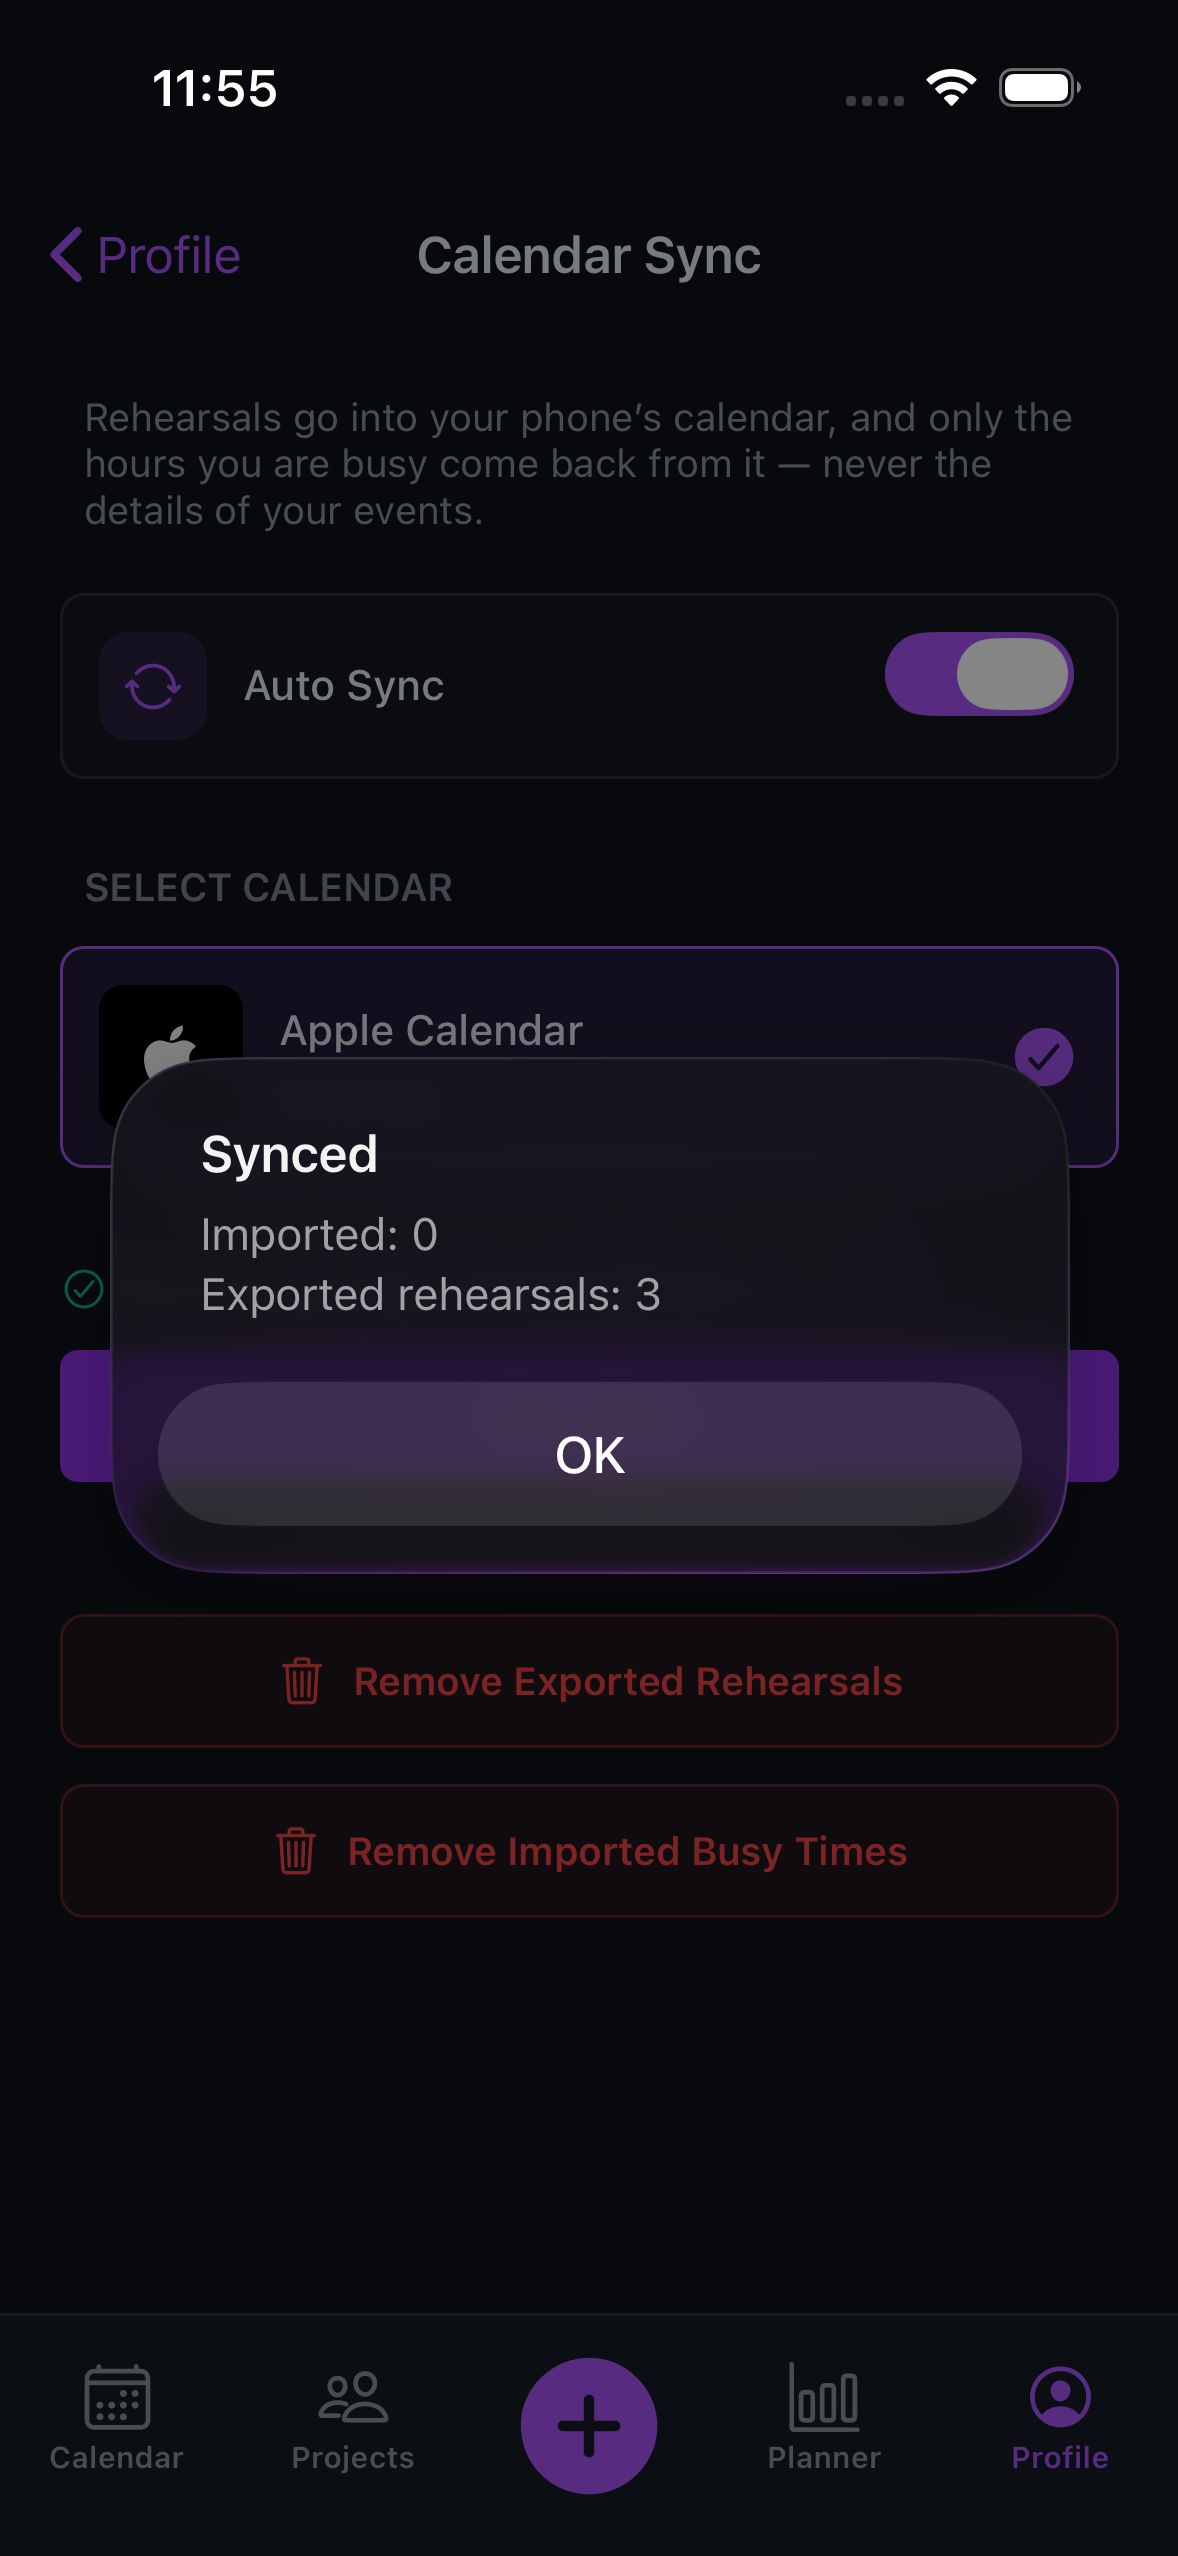 11:55
Profile
Calendar Sync
Rehearsals go into your phone’s calendar, and only the
hours you are busy come back from it — never the
details of your events.
Auto Sync
SELECT CALENDAR
Apple Calendar
Synced
Imported: 0
Exported rehearsals: 3
OK
Remove Exported Rehearsals
Remove Imported Busy Times
Calendar
Projects
Planner
Profile